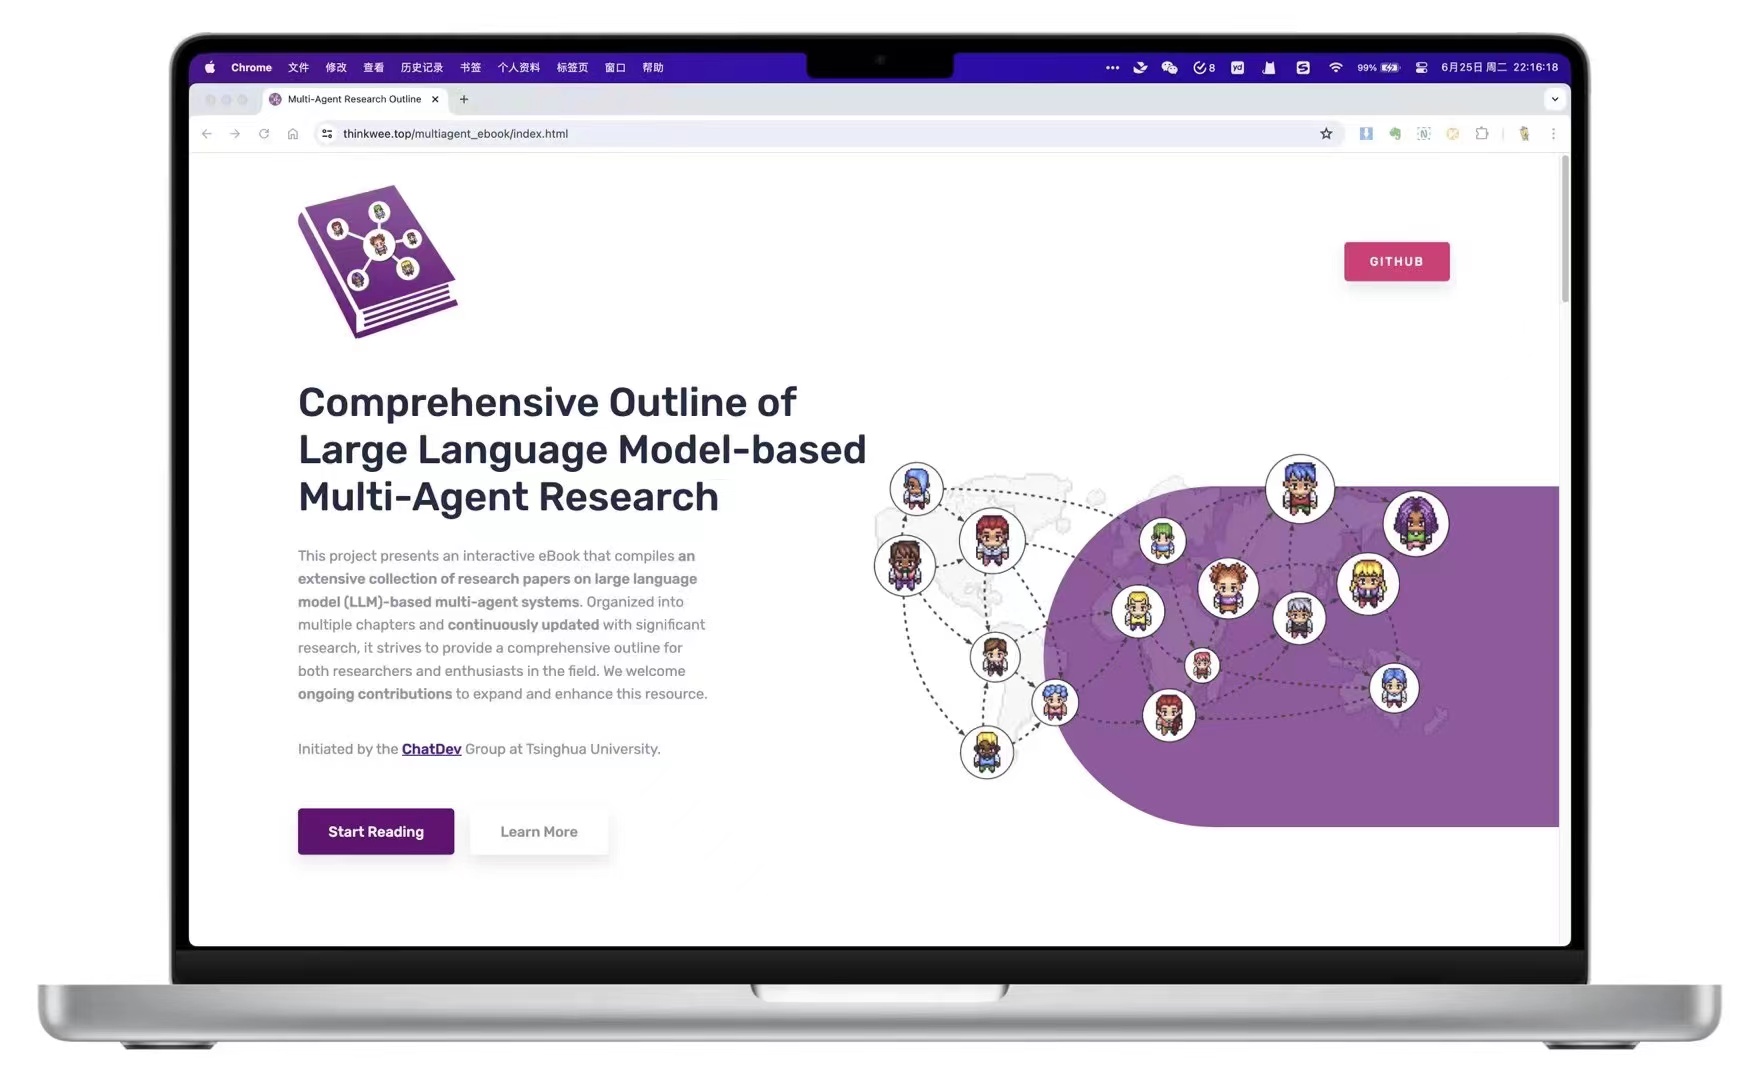 Chrome 文件 修改 查看 历史记录 书签 个人资料 标签页 窗口 帮助
8 yd 99% 6月25日 周二 22:16:18
Multi-Agent Research Outline
thinkwee.top/multiagent_ebook/index.html
GITHUB
Comprehensive Outline of
Large Language Model-based
Multi-Agent Research
This project presents an interactive eBook that compiles an
extensive collection of research papers on large language
model (LLM)-based multi-agent systems. Organized into
multiple chapters and continuously updated with significant
research, it strives to provide a comprehensive outline for
both researchers and enthusiasts in the field. We welcome
ongoing contributions to expand and enhance this resource.
Initiated by the ChatDev Group at Tsinghua University.
Start Reading
Learn More